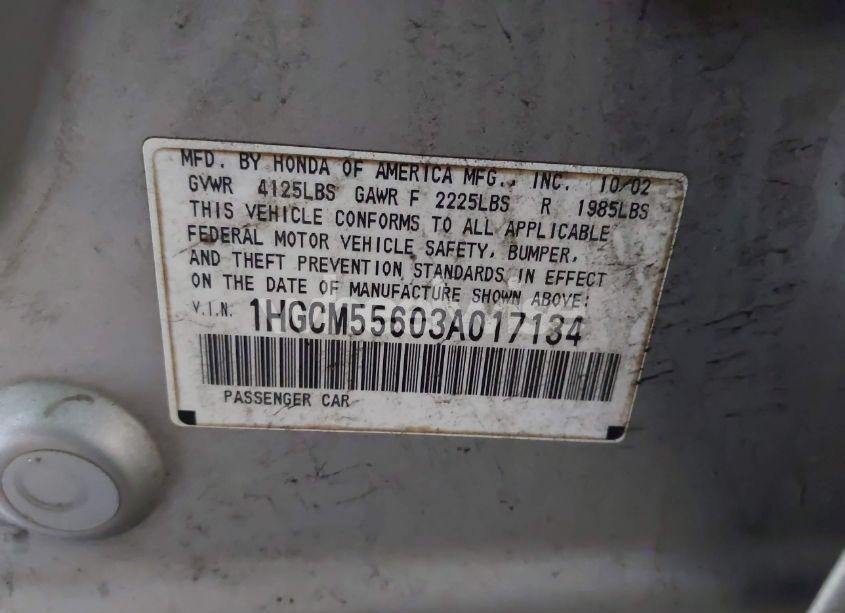 MFD. BY HONDA OF AMERICA MFG., INC. 10/02
GVWR 4125LBS GAWR F 2225LBS R 1985LBS
THIS VEHICLE CONFORMS TO ALL APPLICABLE
FEDERAL MOTOR VEHICLE SAFETY, BUMPER,
AND THEFT PREVENTION STANDARDS IN EFFECT
ON THE DATE OF MANUFACTURE SHOWN ABOVE:
V.I.N. 1HGCM55603A017134
PASSENGER CAR